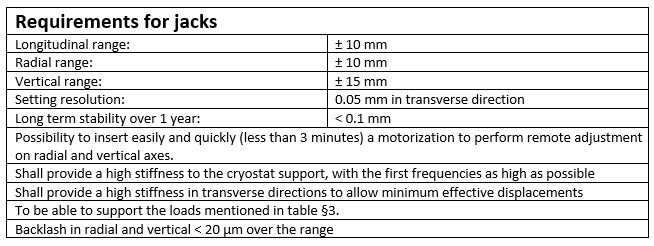 Requirements for jacks
Longitudinal range: ± 10 mm
Radial range: ± 10 mm
Vertical range: ± 15 mm
Setting resolution: 0.05 mm in transverse direction
Long term stability over 1 year: < 0.1 mm
Possibility to insert easily and quickly (less than 3 minutes) a motorization to perform remote adjustment
on radial and vertical axes.
Shall provide a high stiffness to the cryostat support, with the first frequencies as high as possible
Shall provide a high stiffness in transverse directions to allow minimum effective displacements
To be able to support the loads mentioned in table §3.
Backlash in radial and vertical < 20 µm over the range